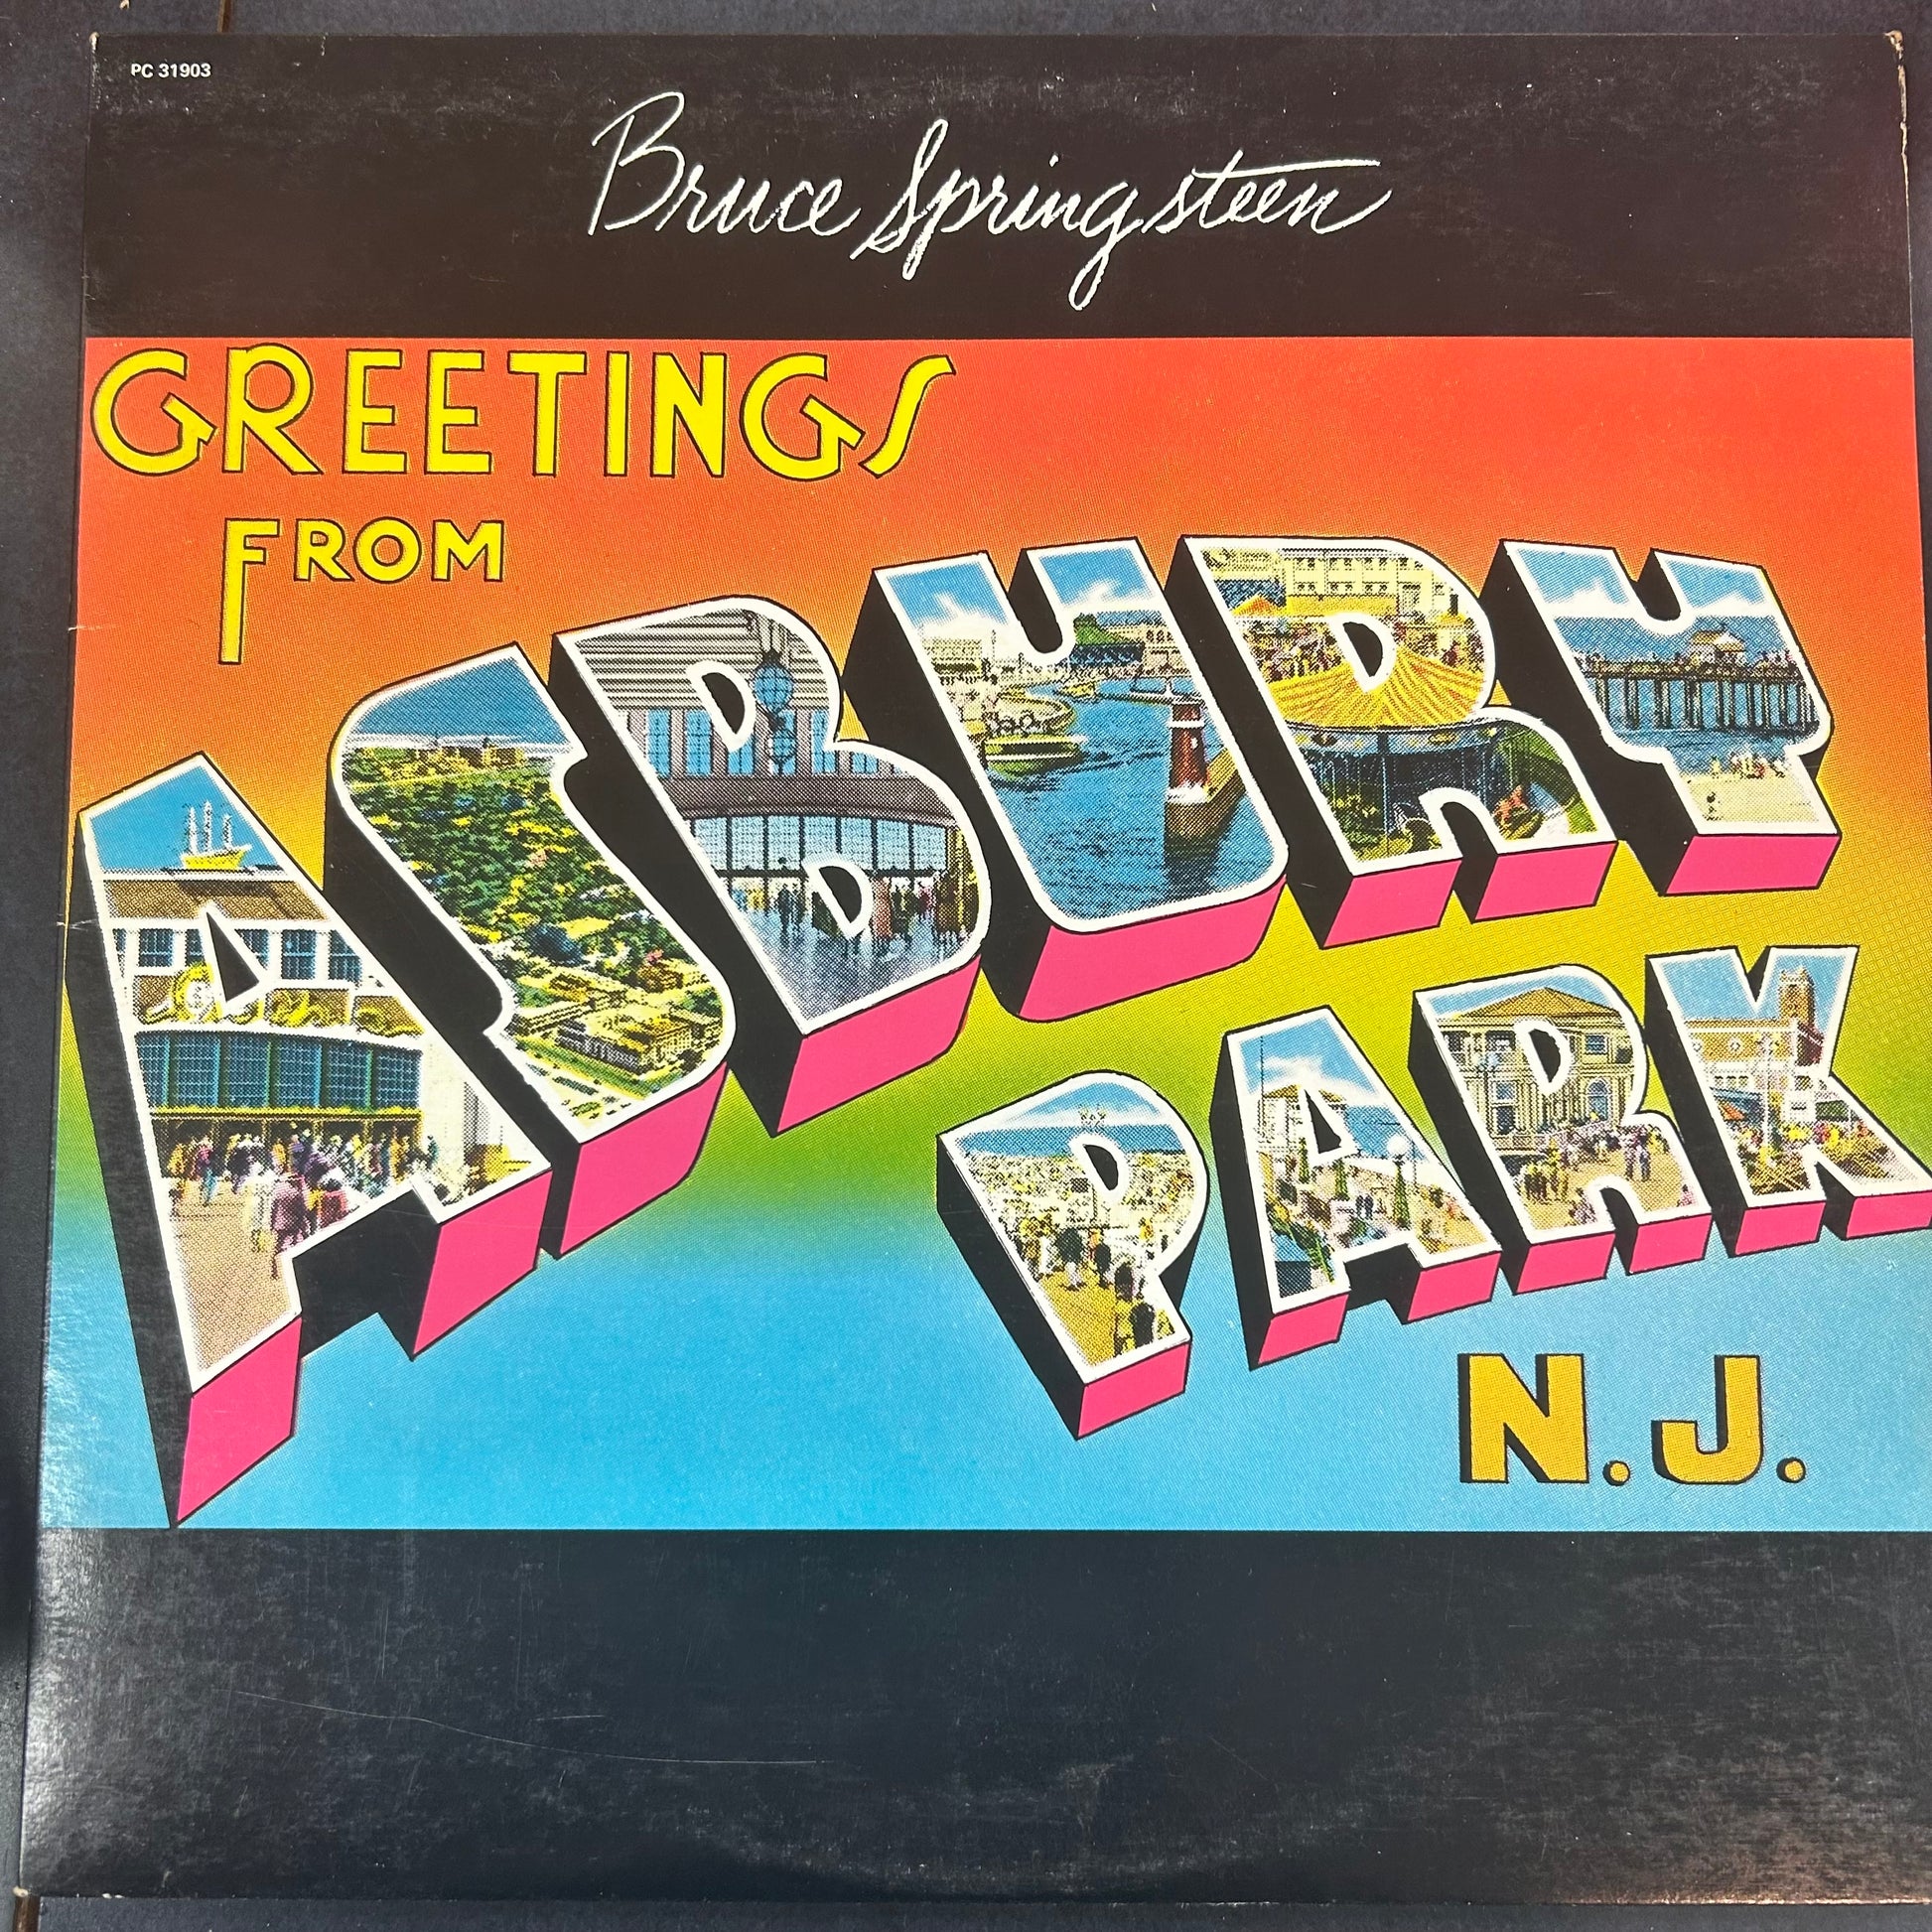 PC 31903
Bruce Springsteen
GREETINGS
FROM
ASBURY
PARK
N.J.